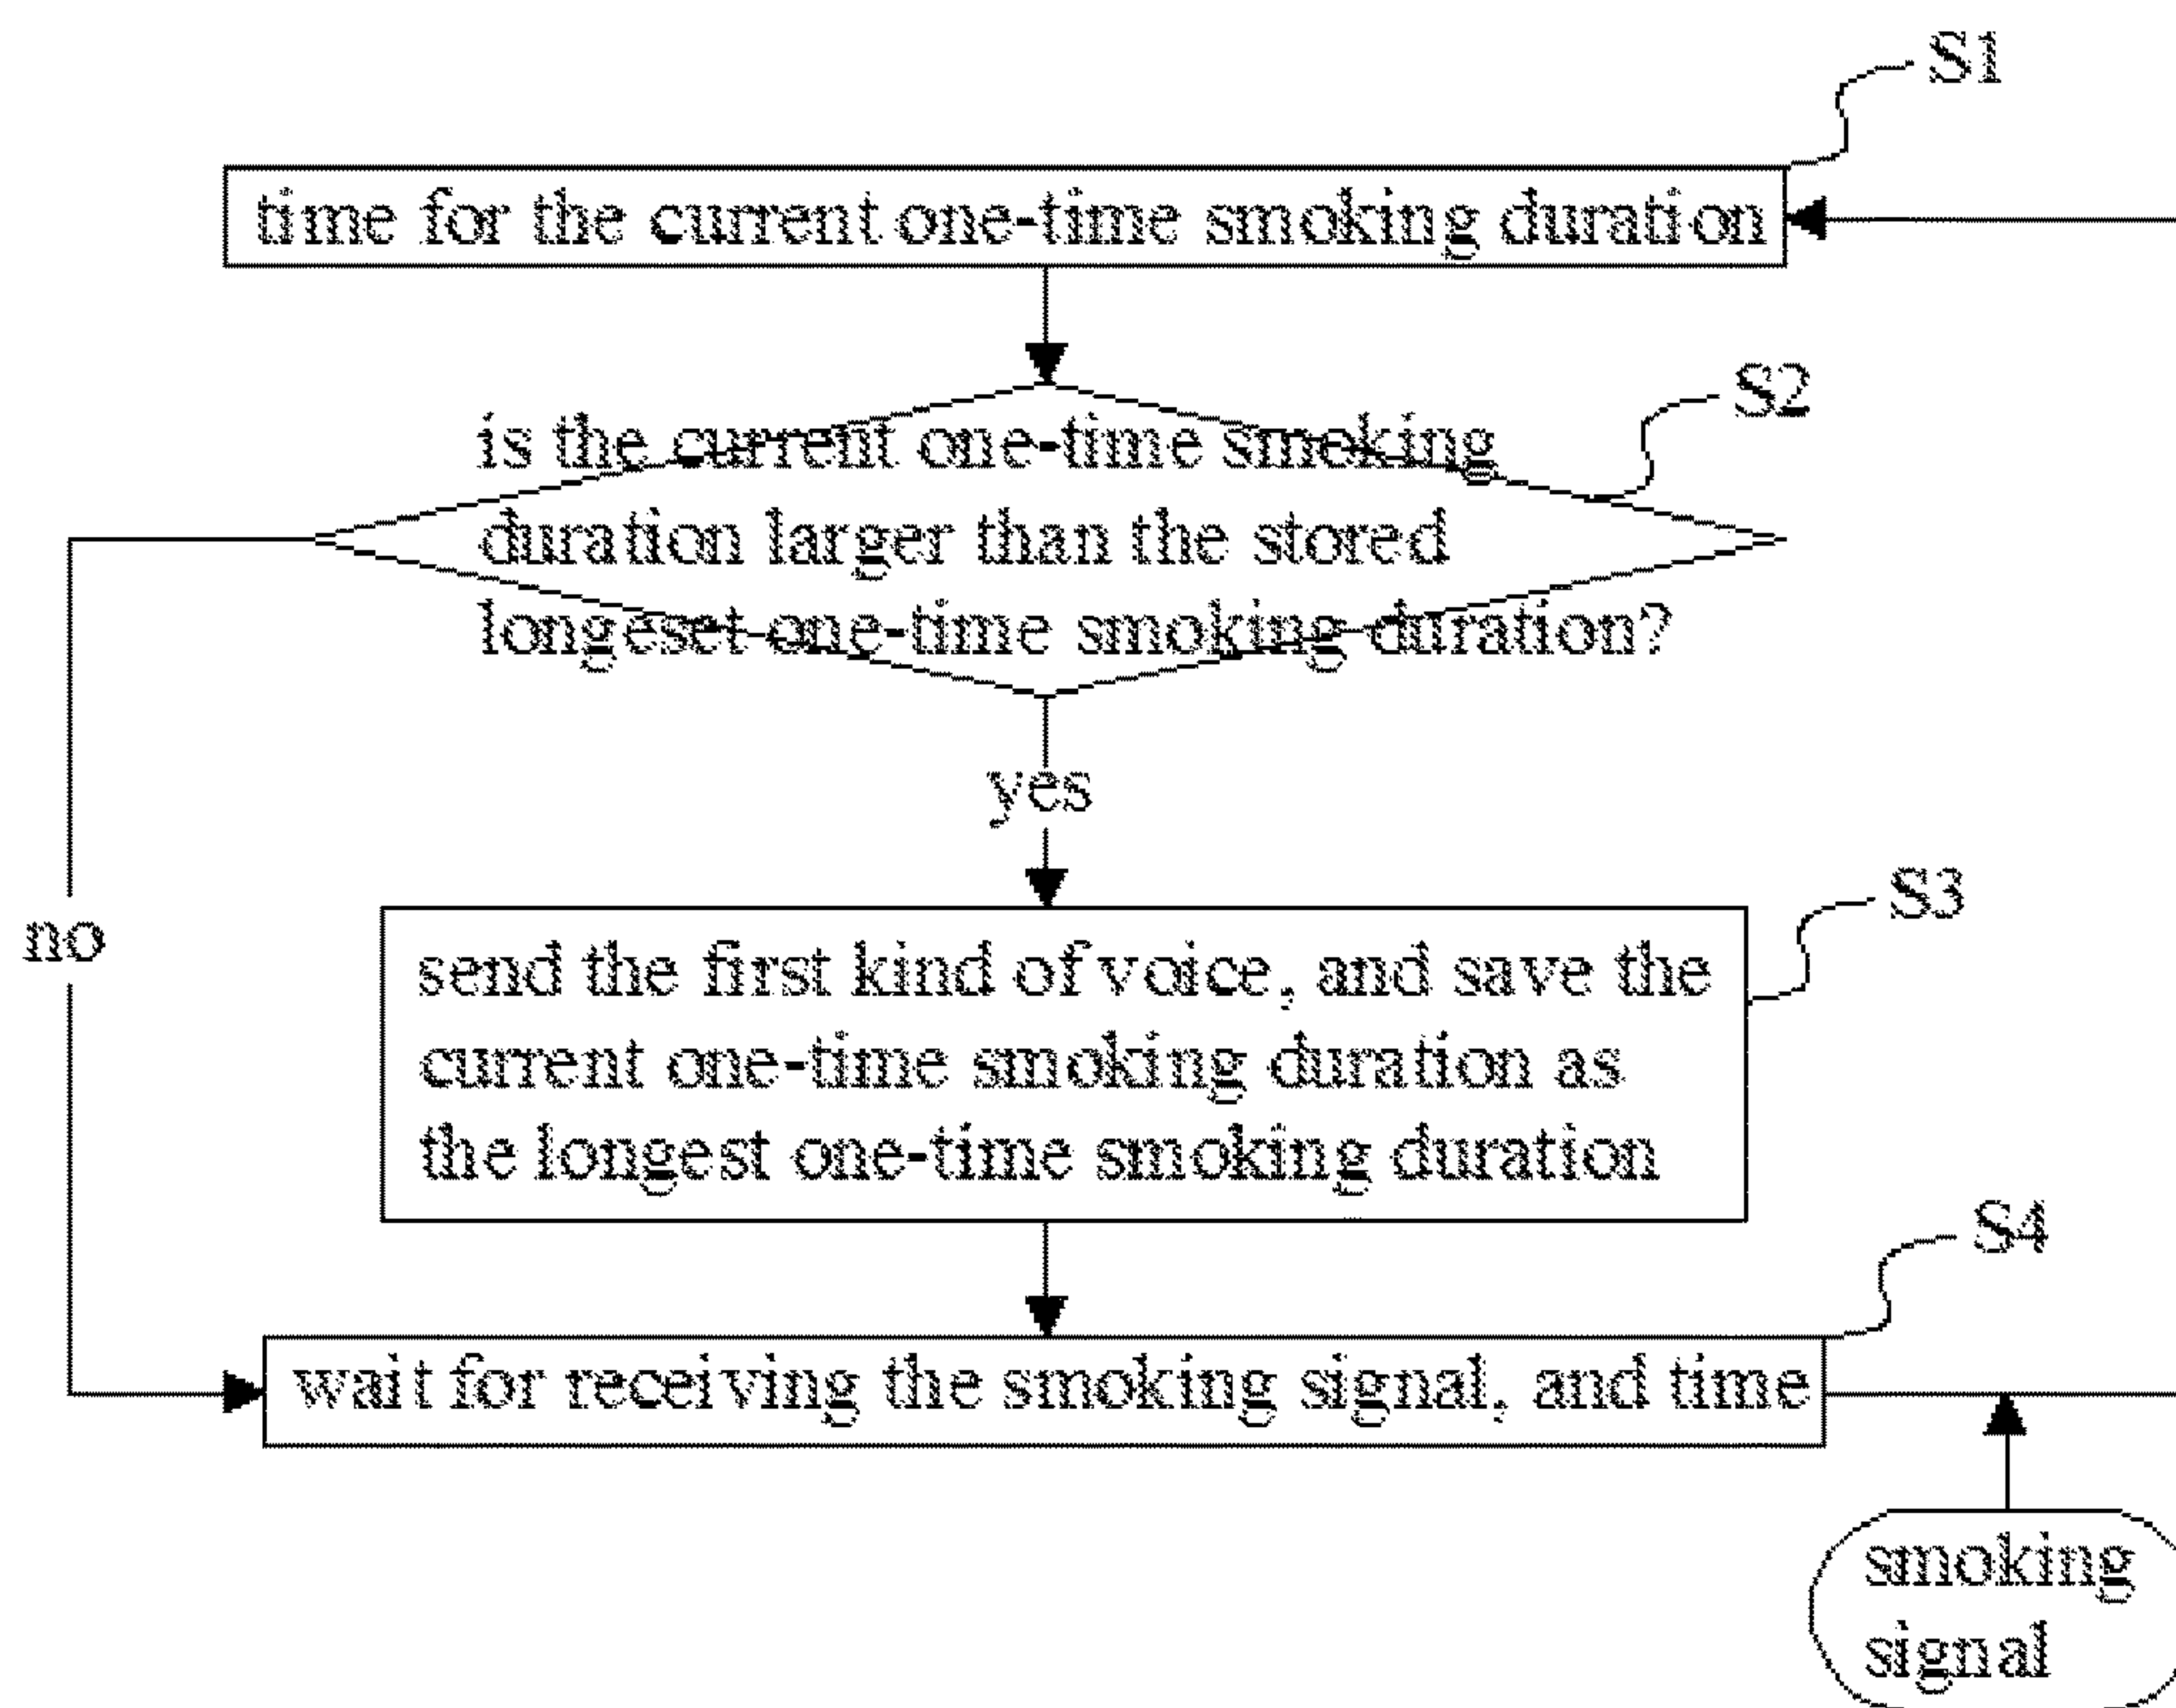 S1
time for the current one-time smoking duration
S2
is the current one-time smoking
duration larger than the stored
longeset one-time smoking duration?
yes
no
S3
send the first kind of voice, and save the
current one-time smoking duration as
the longest one-time smoking duration
S4
wait for receiving the smoking signal, and time
smoking
signal